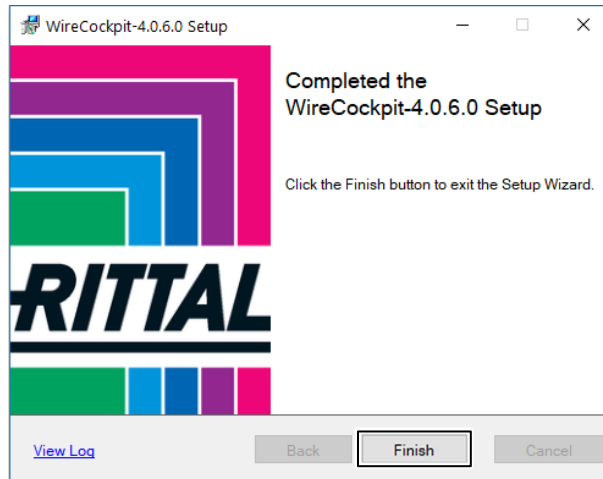 WireCockpit-4.0.6.0 Setup
Completed the
WireCockpit-4.0.6.0 Setup
Click the Finish button to exit the Setup Wizard.
RITTAL
View Log
Back
Finish
Cancel